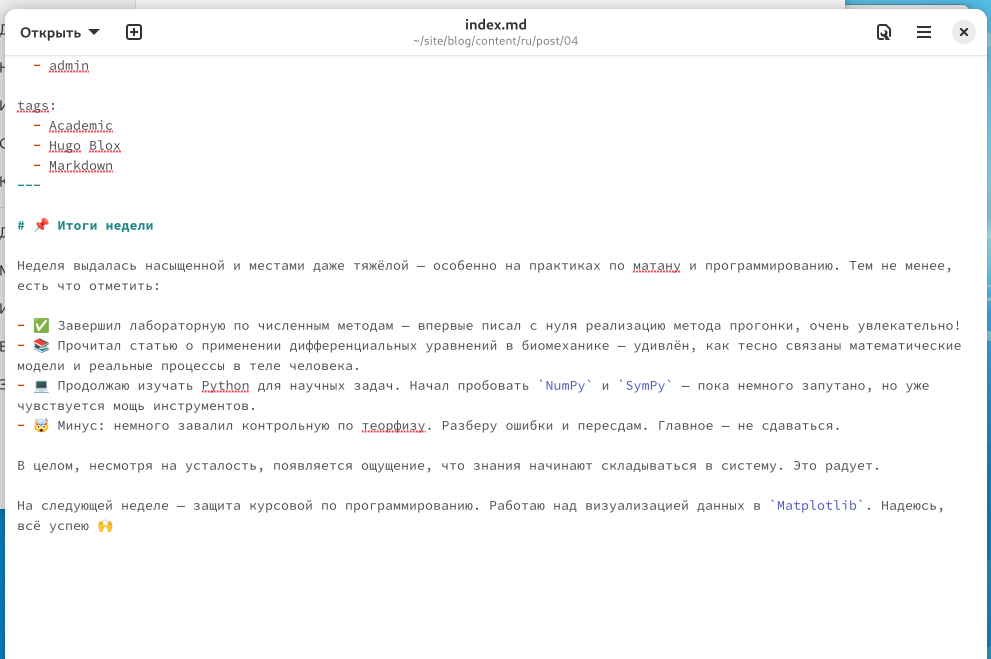 Открыть
index.md
~/site/blog/content/ru/post/04
- admin
tags:
- Academic
- Hugo Blox
- Markdown
---
# 📌 Итоги недели
Неделя выдалась насыщенной и местами даже тяжёлой — особенно на практиках по матану и программированию. Тем не менее,
есть что отметить:
- ✅ Завершил лабораторную по численным методам — впервые писал с нуля реализацию метода прогонки, очень увлекательно!
- 📚 Прочитал статью о применении дифференциальных уравнений в биомеханике — удивлён, как тесно связаны математические
модели и реальные процессы в теле человека.
- 💻 Продолжаю изучать Python для научных задач. Начал пробовать `NumPy` и `SymPy` — пока немного запутано, но уже
чувствуется мощь инструментов.
- 🤯 Минус: немного завалил контрольную по теорфизу. Разберу ошибки и пересдам. Главное — не сдаваться.
В целом, несмотря на усталость, появляется ощущение, что знания начинают складываться в систему. Это радует.
На следующей неделе — защита курсовой по программированию. Работаю над визуализацией данных в `Matplotlib`. Надеюсь,
всё успею 🙌